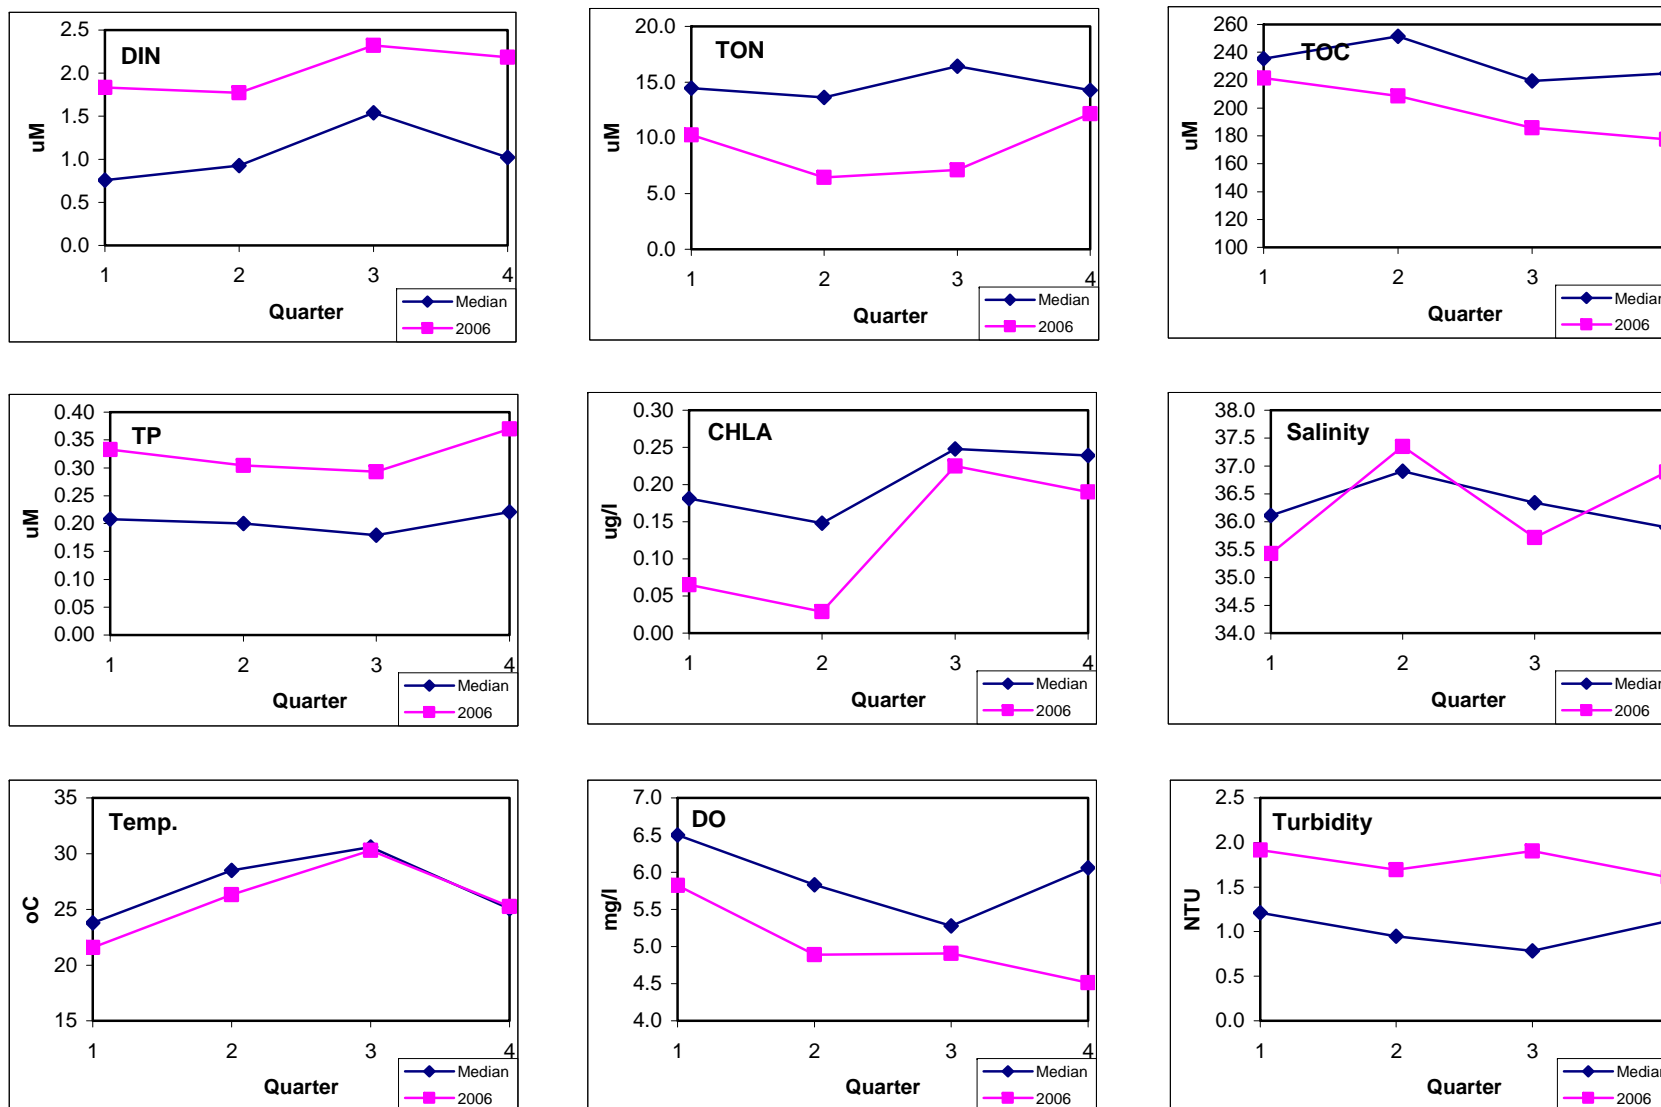 DIN
2.5
2.0
1.5
1.0
0.5
0.0
uM
1 2 3 4
Quarter
Median
2006
TON
20.0
15.0
10.0
5.0
0.0
uM
1 2 3 4
Quarter
Median
2006
TOC
260
240
220
200
180
160
140
120
100
uM
1 2 3
Quarter
Median
2006
TP
0.40
0.35
0.30
0.25
0.20
0.15
0.10
0.05
0.00
uM
1 2 3 4
Quarter
Median
2006
CHLA
0.30
0.25
0.20
0.15
0.10
0.05
0.00
ug/l
1 2 3 4
Quarter
Median
2006
Salinity
38.0
37.5
37.0
36.5
36.0
35.5
35.0
34.5
34.0
1 2 3
Quarter
Median
2006
Temp.
35
30
25
20
15
oC
1 2 3 4
Quarter
Median
2006
DO
7.0
6.5
6.0
5.5
5.0
4.5
4.0
mg/l
1 2 3 4
Quarter
Median
2006
Turbidity
2.5
2.0
1.5
1.0
0.5
0.0
NTU
1 2 3
Quarter
Median
2006